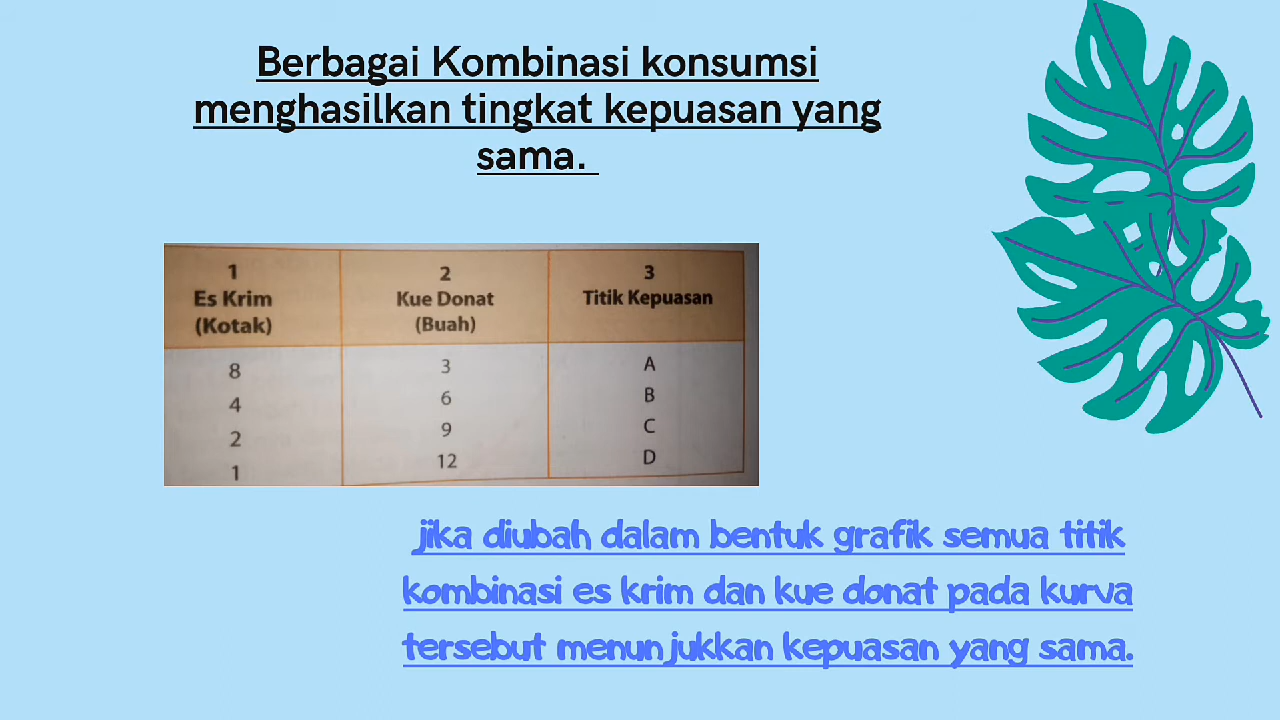 Berbagai Kombinasi konsumsi
menghasilkan tingkat kepuasan yang
sama.
1 2 3
Es Krim Kue Donat Titik Kepuasan
(Kotak) (Buah)
8 3 A
4 6 B
2 9 C
1 12 D
jika diubah dalam bentuk grafik semua titik
kombinasi es krim dan kue donat pada kurva
tersebut menunjukkan kepuasan yang sama.